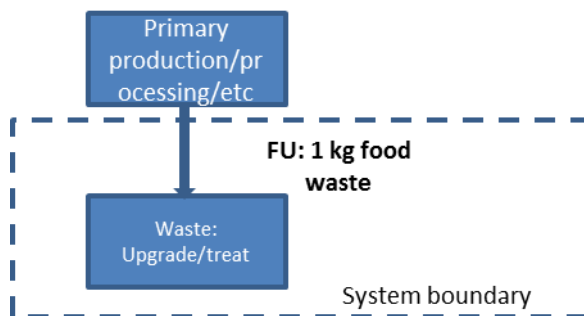 Primary
production/pr
ocessing/etc
FU: 1 kg food
waste
Waste:
Upgrade/treat
System boundary